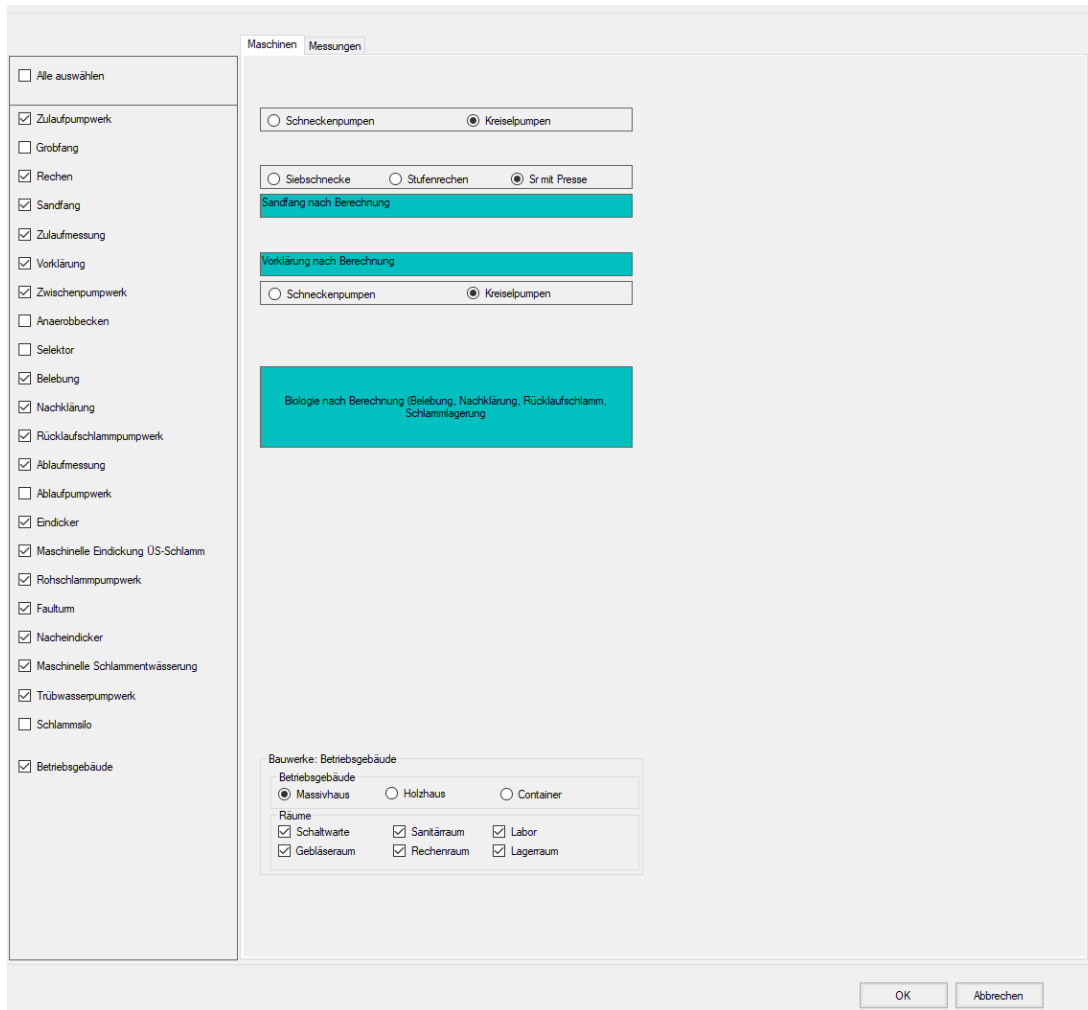 Maschinen Messungen
Alle auswählen
Zulaufpumpwerk
Grobfang
Rechen
Sandfang
Zulaufmessung
Vorklärung
Zwischenpumpwerk
Anaerobbecken
Selektor
Belebung
Nachklärung
Rücklaufschlammpumpwerk
Ablaufmessung
Ablaufpumpwerk
Eindicker
Maschinelle Eindickung ÜS-Schlamm
Rohschlammpumpwerk
Faulturm
Nacheindicker
Maschinelle Schlammentwässerung
Trübwasserpumpwerk
Schlammsilo
Betriebsgebäude
Schneckenpumpen Kreiselpumpen
Siebschnecke Stufenrechen Sr mit Presse
Sandfang nach Berechnung
Vorklärung nach Berechnung
Schneckenpumpen Kreiselpumpen
Biologie nach Berechnung (Belebung, Nachklärung, Rücklaufschlamm,
Schlammlagerung
Bauwerke: Betriebsgebäude
Betriebsgebäude
Massivhaus Holzhaus Container
Räume
Schaltwarte Sanitärraum Labor
Gebläseraum Rechenraum Lagerraum
OK Abbrechen